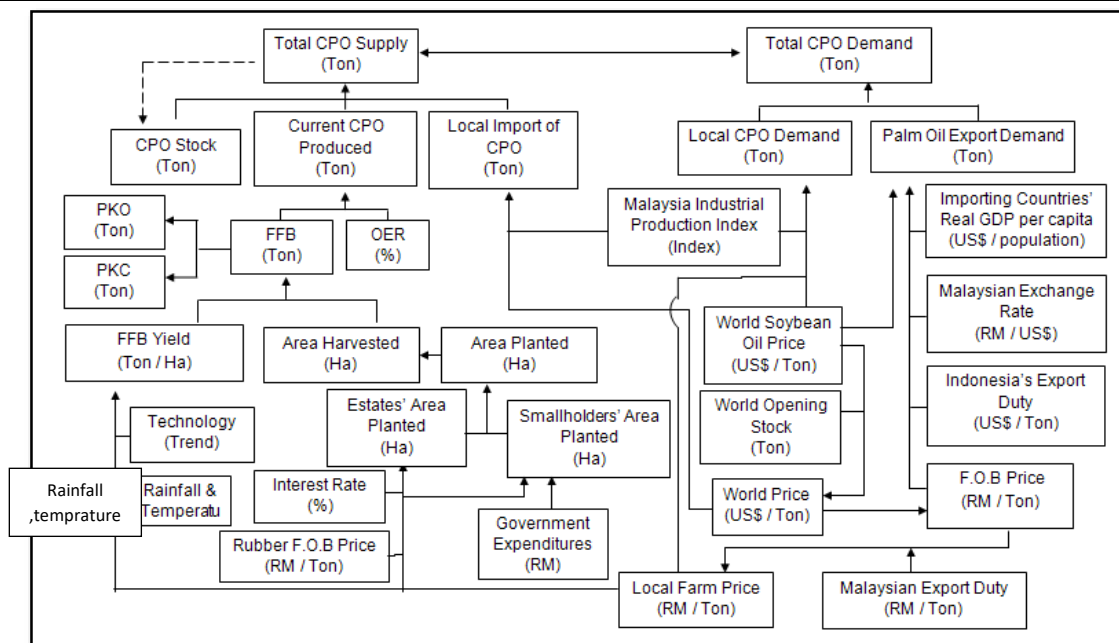 Total CPO Supply
(Ton)
Total CPO Demand
(Ton)
CPO Stock
(Ton)
Current CPO
Produced
(Ton)
Local Import of
CPO
(Ton)
Local CPO Demand
(Ton)
Palm Oil Export Demand
(Ton)
PKO
(Ton)
PKC
(Ton)
FFB
(Ton)
OER
(%)
Malaysia Industrial
Production Index
(Index)
Importing Countries'
Real GDP per capita
(US$ / population)
Malaysian Exchange
Rate
(RM / US$)
FFB Yield
(Ton / Ha)
Area Harvested
(Ha)
Area Planted
(Ha)
World Soybean
Oil Price
(US$ / Ton)
Indonesia's Export
Duty
(US$ / Ton)
Technology
(Trend)
Estates' Area
Planted
(Ha)
Smallholders' Area
Planted
(Ha)
World Opening
Stock
(Ton)
Rainfall
,temprature
Rainfall &
Temperatu
Interest Rate
(%)
World Price
(US$ / Ton)
F.O.B Price
(RM / Ton)
Rubber F.O.B Price
(RM / Ton)
Government
Expenditures
(RM)
Local Farm Price
(RM / Ton)
Malaysian Export Duty
(RM / Ton)